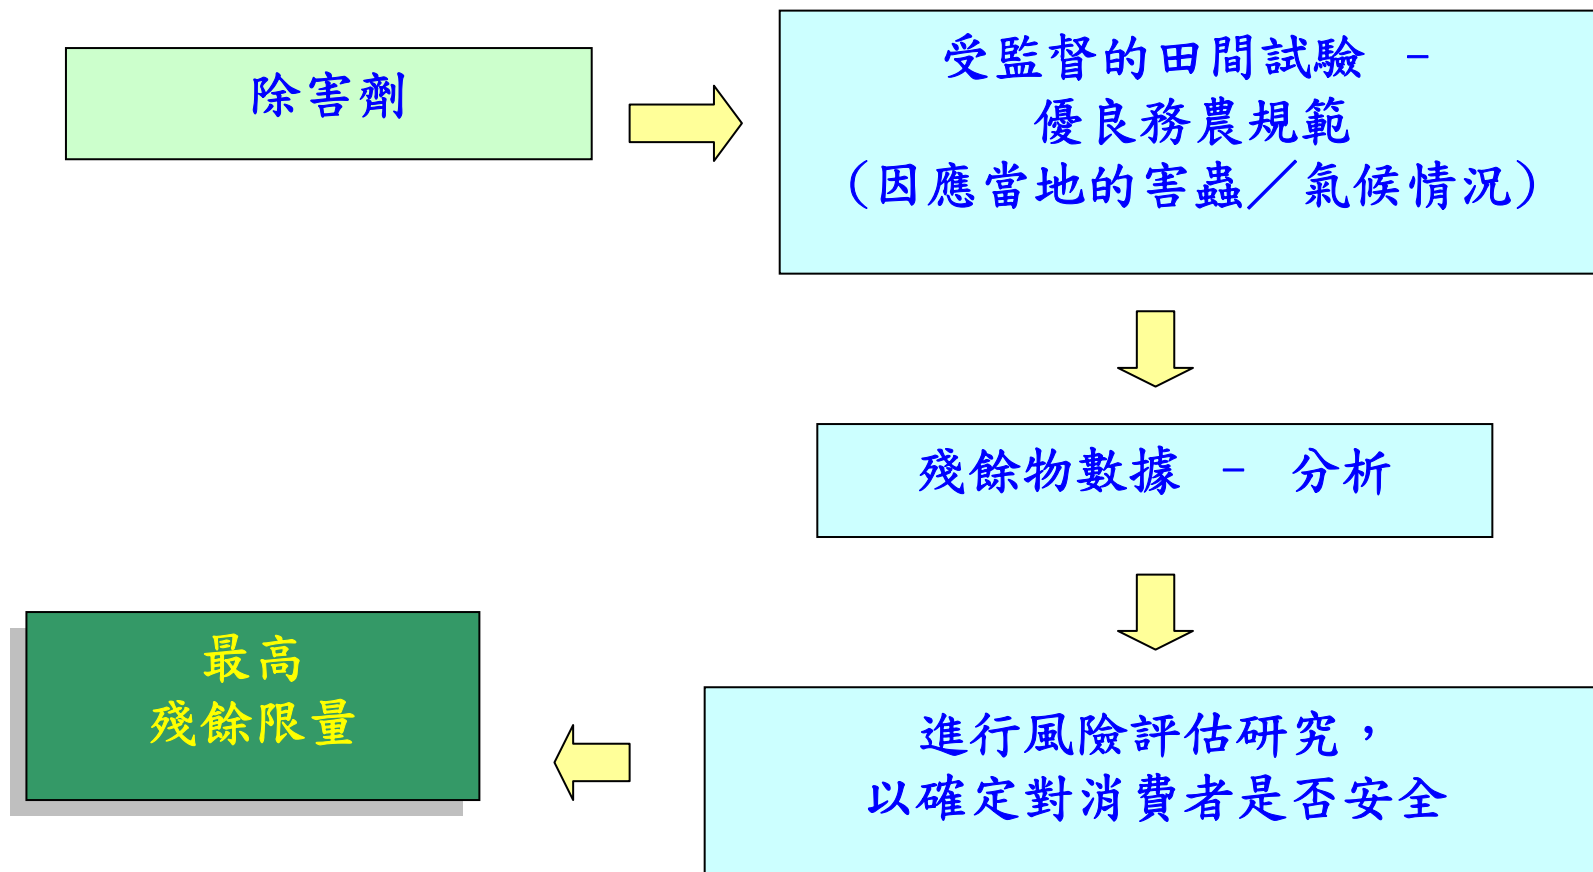 除害劑
受監督的田間試驗 -
優良務農規範
(因應當地的害蟲／氣候情況)
殘餘物數據 - 分析
進行風險評估研究，
以確定對消費者是否安全
最高
殘餘限量